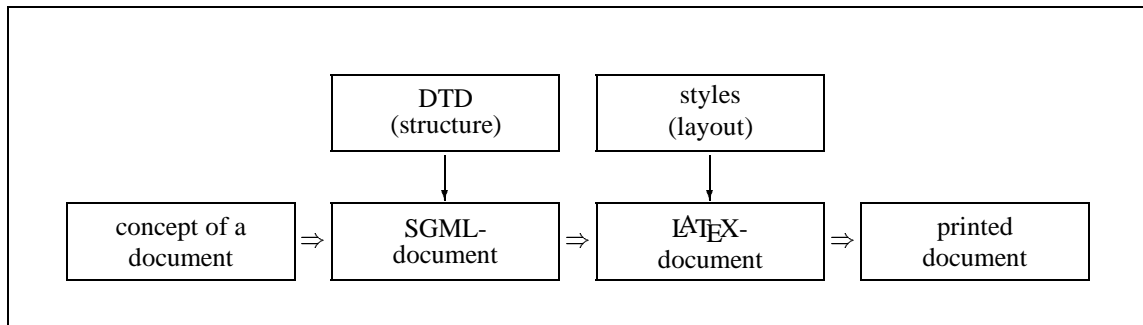 DTD
(structure)
styles
(layout)
concept of a
document
⇒
SGML-
document
⇒
LATEX-
document
⇒
printed
document